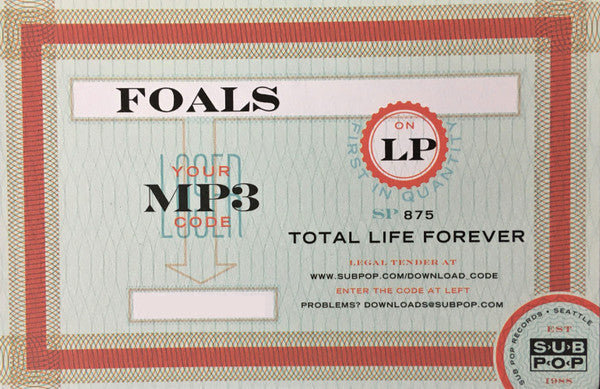 FOALS
ON
LP
FIRST IN QUANTITY
LOSER
YOUR
MP3
CODE
SP 875
TOTAL LIFE FOREVER
LEGAL TENDER AT
WWW.SUBPOP.COM/DOWNLOAD_CODE
ENTER THE CODE AT LEFT
PROBLEMS? DOWNLOADS@SUBPOP.COM
SUB POP RECORDS • SEATTLE
EST
SUB
POP
1988